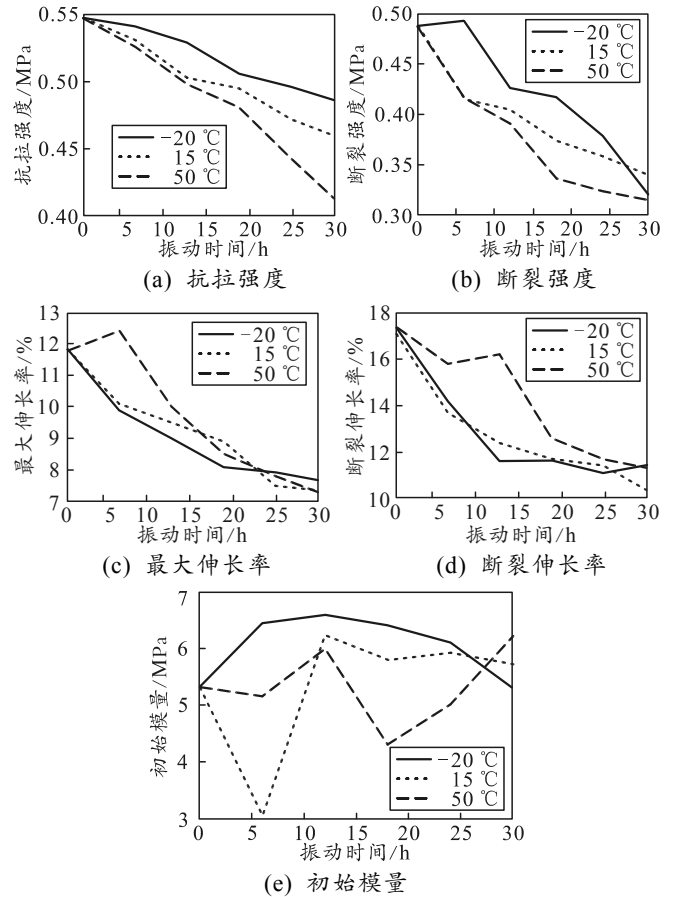 0.55
0.50
0.45
0.40
抗拉强度/MPa
−20 ℃
15 ℃
50 ℃
0 5 10 15 20 25 30
振动时间/h
(a) 抗拉强度
0.50
0.40
0.35
0.30
断裂强度/MPa
0.50
−20 ℃
15 ℃
50 ℃
0 5 10 15 20 25 30
振动时间/h
(b) 断裂强度
13
12
11
10
9
8
7
最大伸长率/%
−20 ℃
15 ℃
50 ℃
0 5 10 15 20 25 30
振动时间/h
(c) 最大伸长率
18
16
14
12
10
断裂伸长率/%
−20 ℃
15 ℃
50 ℃
0 5 10 15 20 25 30
振动时间/h
(d) 断裂伸长率
7
6
5
4
3
初始模量/MPa
−20 ℃
15 ℃
50 ℃
0 5 10 15 20 25 30
振动时间/h
(e) 初始模量